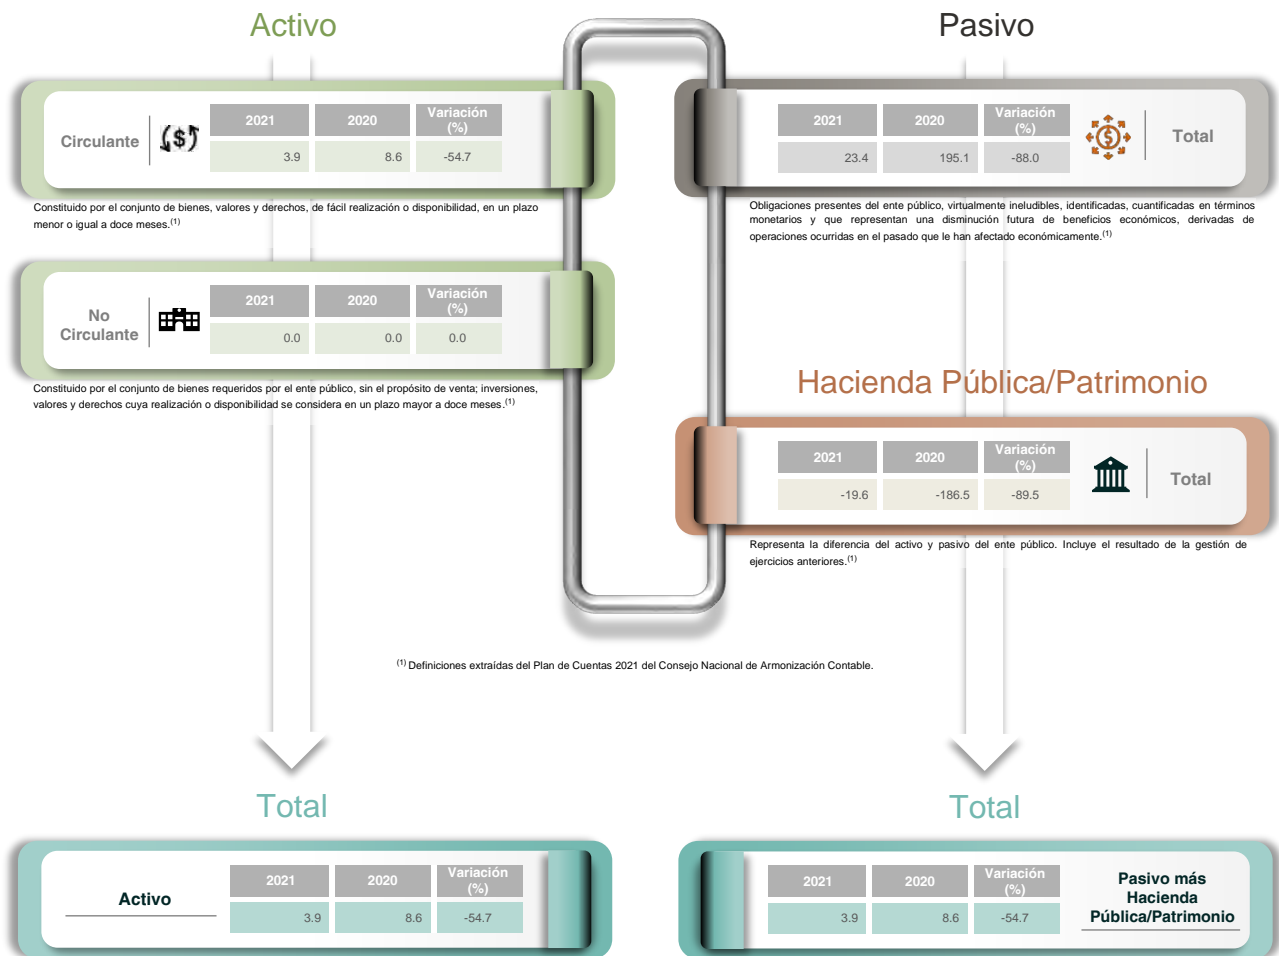 Activo
Circulante
2021 2020 Variación (%)
3.9 8.6 -54.7
Constituido por el conjunto de bienes, valores y derechos, de fácil realización o disponibilidad, en un plazo
menor o igual a doce meses.(1)
No
Circulante
2021 2020 Variación (%)
0.0 0.0 0.0
Constituido por el conjunto de bienes requeridos por el ente público, sin el propósito de venta; inversiones,
valores y derechos cuya realización o disponibilidad se considera en un plazo mayor a doce meses.(1)
Pasivo
2021 2020 Variación (%)
23.4 195.1 -88.0
Total
Obligaciones presentes del ente público, virtualmente ineludibles, identificadas, cuantificadas en términos
monetarios y que representan una disminución futura de beneficios económicos, derivadas de
operaciones ocurridas en el pasado que le han afectado económicamente.(1)
Hacienda Pública/Patrimonio
2021 2020 Variación (%)
-19.6 -186.5 -89.5
Total
Representa la diferencia del activo y pasivo del ente público. Incluye el resultado de la gestión de
ejercicios anteriores.(1)
(1) Definiciones extraídas del Plan de Cuentas 2021 del Consejo Nacional de Armonización Contable.
Total
Activo
2021 2020 Variación (%)
3.9 8.6 -54.7
Total
2021 2020 Variación (%)
3.9 8.6 -54.7
Pasivo más
Hacienda
Pública/Patrimonio